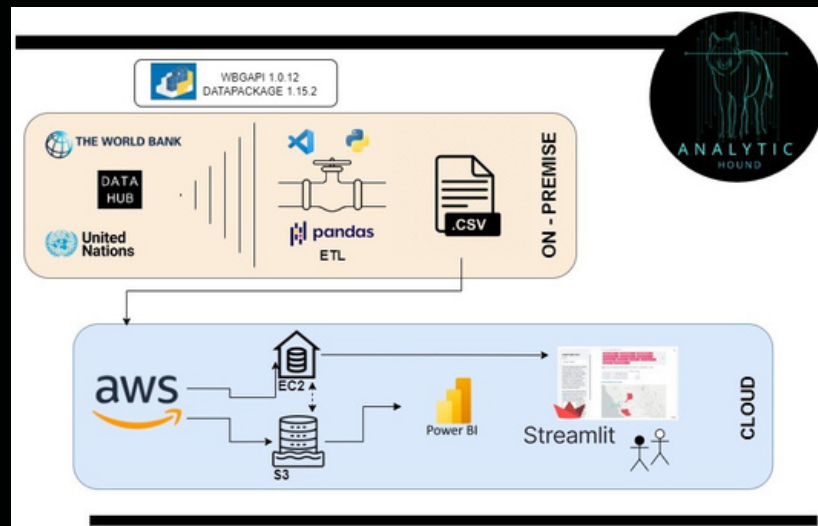 WBGAPI 1.0.12
DATAPACKAGE 1.15.2
ANALYTIC
HOUND
THE WORLD BANK
DATA
HUB
United
Nations
pandas
ETL
.CSV
ON - PREMISE
aws
EC2
S3
Power BI
Streamlit
CLOUD